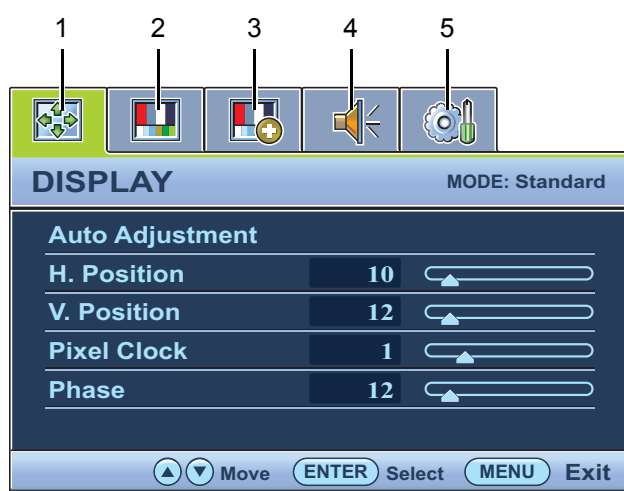 1 2 3 4 5
DISPLAY MODE: Standard
Auto Adjustment
H. Position 10
V. Position 12
Pixel Clock 1
Phase 12
Move ENTER Select MENU Exit